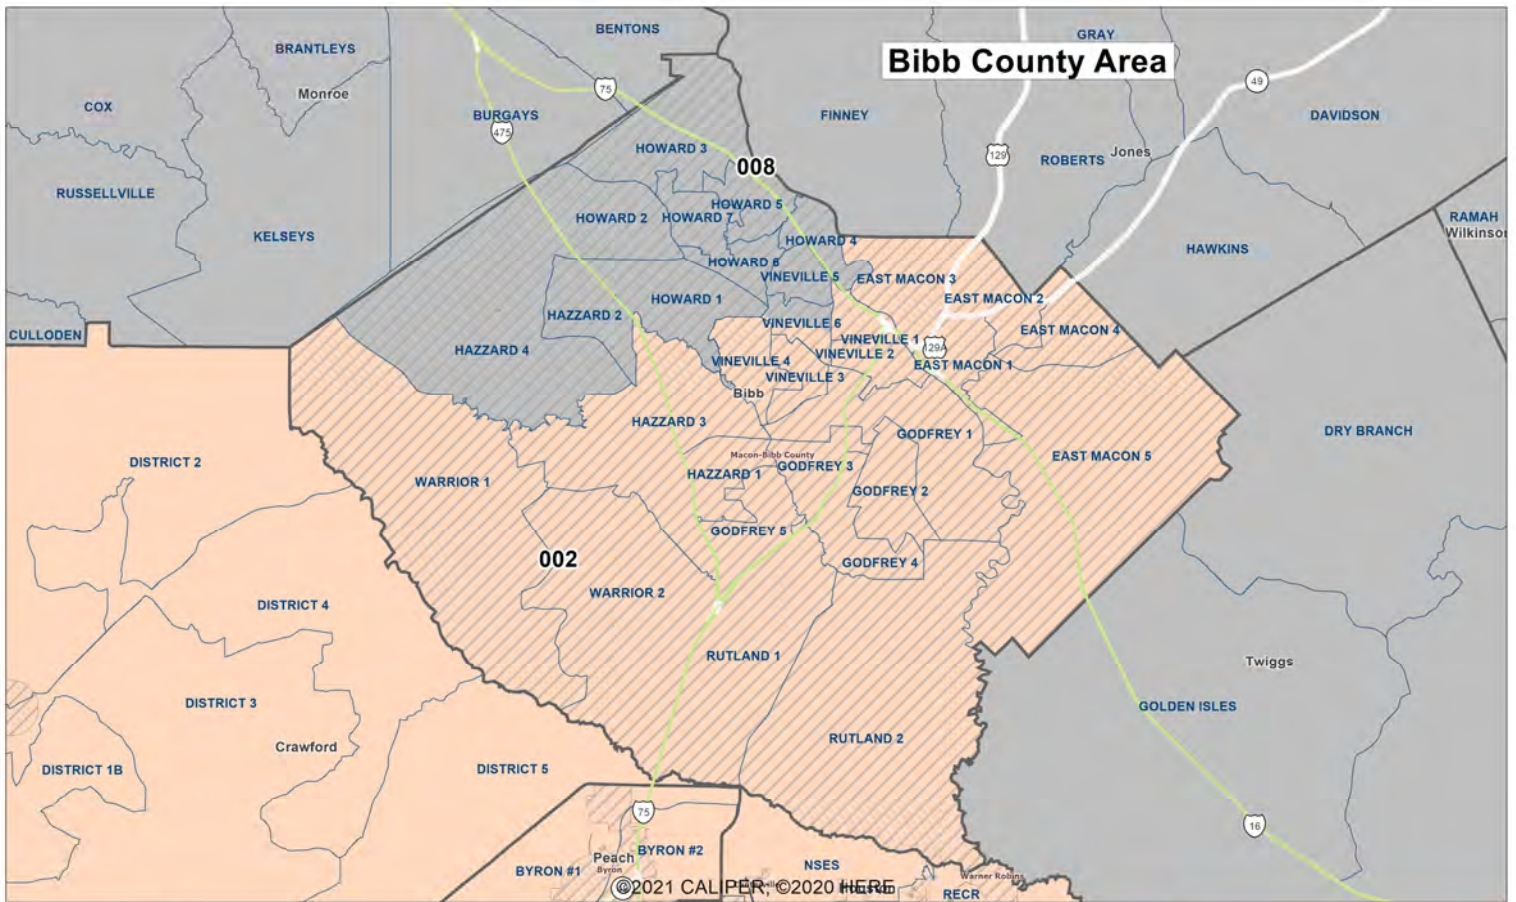 BENTONS
GRAY
BRANTLEYS
Bibb County Area
49
75
Monroe
COX
BURGAYS
FINNEY
DAVIDSON
475
HOWARD 3
129
Jones
ROBERTS
008
RUSSELLVILLE
HOWARD 5
HOWARD 2
HOWARD 7
RAMAH
Wilkinson
KELSEYS
HOWARD 4
HAWKINS
HOWARD 6
VINEVILLE 5
EAST MACON 3
HOWARD 1
EAST MACON 2
HAZZARD 2
VINEVILLE 6
EAST MACON 4
CULLODEN
VINEVILLE 1
129A
HAZZARD 4
VINEVILLE 2
VINEVILLE 4
EAST MACON 1
VINEVILLE 3
Bibb
HAZZARD 3
DRY BRANCH
GODFREY 1
Macon-Bibb County
EAST MACON 5
DISTRICT 2
GODFREY 3
HAZZARD 1
WARRIOR 1
GODFREY 2
GODFREY 5
002
GODFREY 4
WARRIOR 2
DISTRICT 4
RUTLAND 1
Twiggs
DISTRICT 3
GOLDEN ISLES
RUTLAND 2
Crawford
DISTRICT 1B
DISTRICT 5
75
16
BYRON #2
Peach
NSES
BYRON #1
Byron
Warner Robins
©2021 CALIPER; ©2020 HERE
RECR